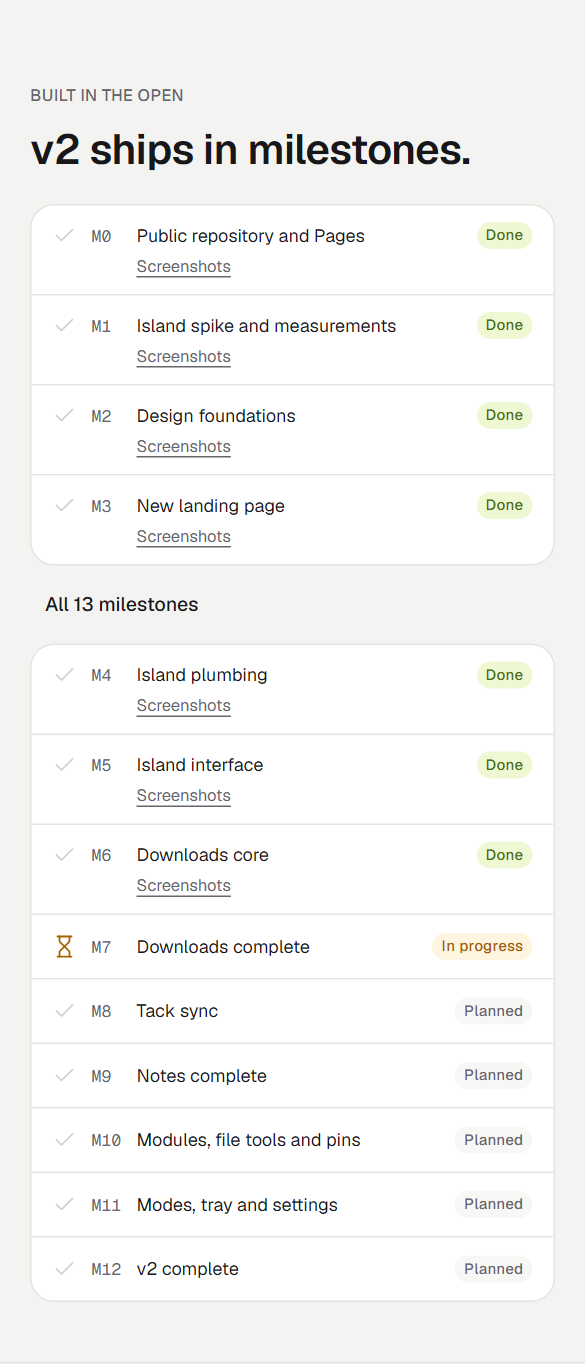 BUILT IN THE OPEN
v2 ships in milestones.
M0 Public repository and Pages Done
Screenshots
M1 Island spike and measurements Done
Screenshots
M2 Design foundations Done
Screenshots
M3 New landing page Done
Screenshots
All 13 milestones
M4 Island plumbing Done
Screenshots
M5 Island interface Done
Screenshots
M6 Downloads core Done
Screenshots
M7 Downloads complete In progress
M8 Tack sync Planned
M9 Notes complete Planned
M10 Modules, file tools and pins Planned
M11 Modes, tray and settings Planned
M12 v2 complete Planned